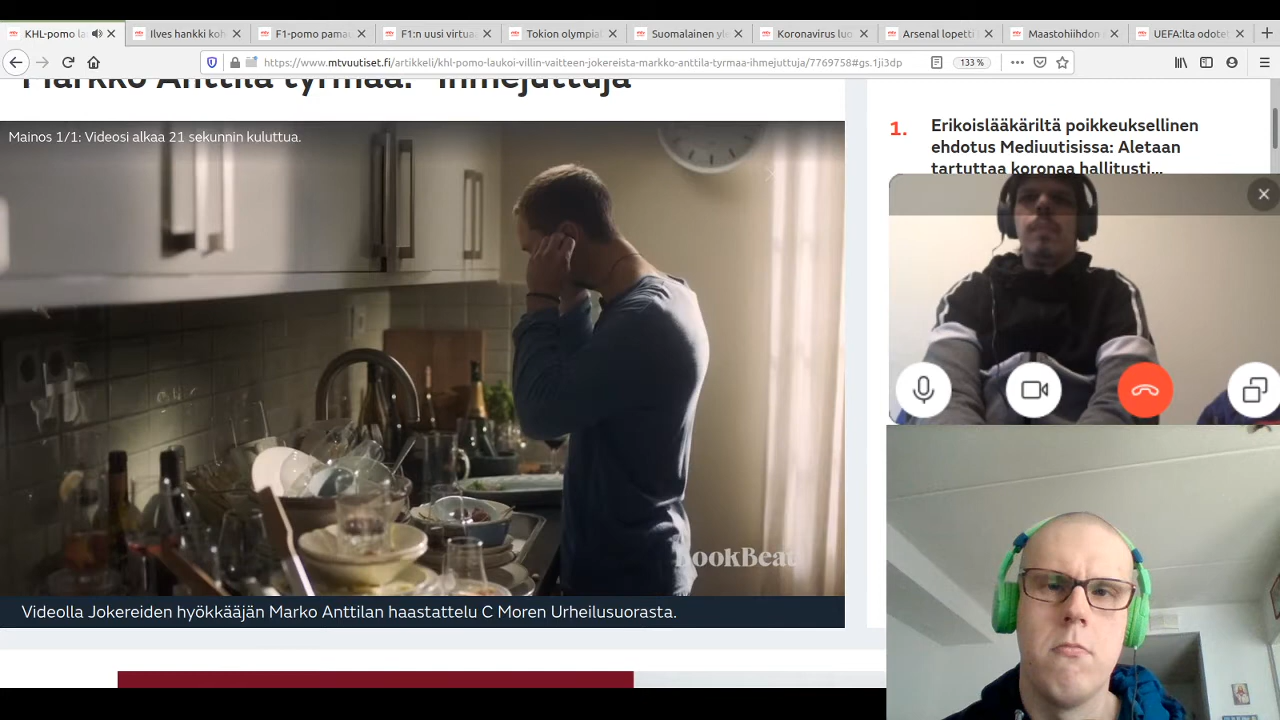 KHL-pomo la
Ilves hankki koh
F1-pomo pama
F1:n uusi virtua
Tokion olympia
Suomalainen yl
Koronavirus luo
Arsenal lopetti
Maastohiihdon
UEFA:lta odote
https://www.mtvuutiset.fi/artikkeli/khl-pomo-laukoi-villin-vaitteen-jokereista-markko-anttila-tyrmaa-ihmejuttuja/7769758#gs.1ji3dp
133 %
Markko Anttila tyrmää: "Ihmejuttuja"
Mainos 1/1: Videosi alkaa 21 sekunnin kuluttua.
BookBeat
Videolla Jokereiden hyökkääjän Marko Anttilan haastattelu C Moren Urheilusuorasta.
1.
Erikoislääkäriltä poikkeuksellinen
ehdotus Mediuutisissa: Aletaan
tartuttaa koronaa hallitusti...